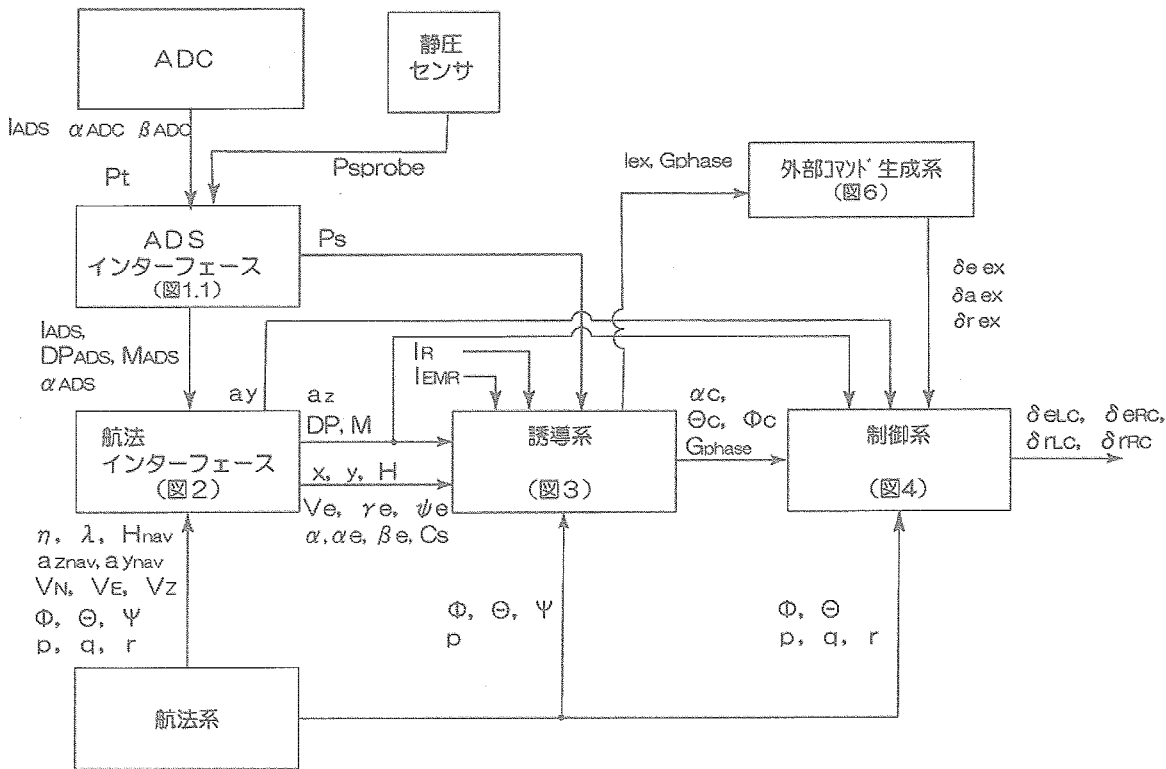 ADC
静圧
センサ
IADS αADC βADC
Pt
Psprobe
Iex, Gphase
外部コマンド生成系
(図6)
ADS
インターフェース
(図1.1)
Ps
δe ex
δa ex
δr ex
IADS,
DPADS, MADS
αADS
IR
IEMR
ay
az
DP, M
αc,
Θc, Φc
Gphase
航法
インターフェース
(図2)
誘導系
(図3)
制御系
(図4)
δeLC, δeRC,
δrLC, δrRC
x, y, H
Ve, γe, ψe
α, αe, βe, Cs
η, λ, Hnav
aznav, aynav
VN, VE, VZ
Φ, Θ, Ψ
p, q, r
Φ, Θ, Ψ
p
Φ, Θ
p, q, r
航法系